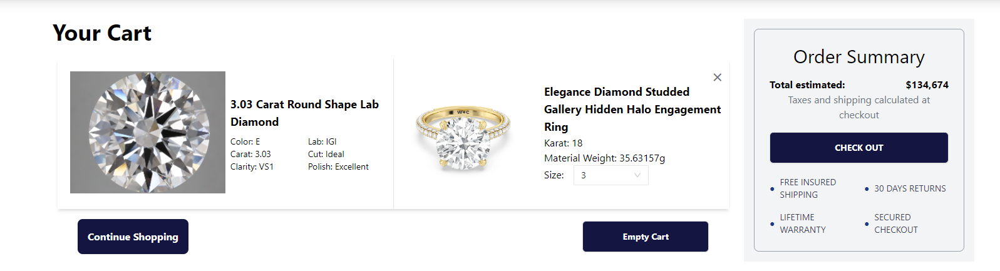 Your Cart
3.03 Carat Round Shape Lab
Diamond
Color: E
Lab: IGI
Carat: 3.03
Cut: Ideal
Clarity: VS1
Polish: Excellent
W♦C
Elegance Diamond Studded
Gallery Hidden Halo Engagement
Ring
Karat: 18
Material Weight: 35.63157g
Size: 3
Continue Shopping
Empty Cart
Order Summary
Total estimated: $134,674
Taxes and shipping calculated at
checkout
CHECK OUT
FREE INSURED
SHIPPING
30 DAYS RETURNS
LIFETIME
WARRANTY
SECURED
CHECKOUT